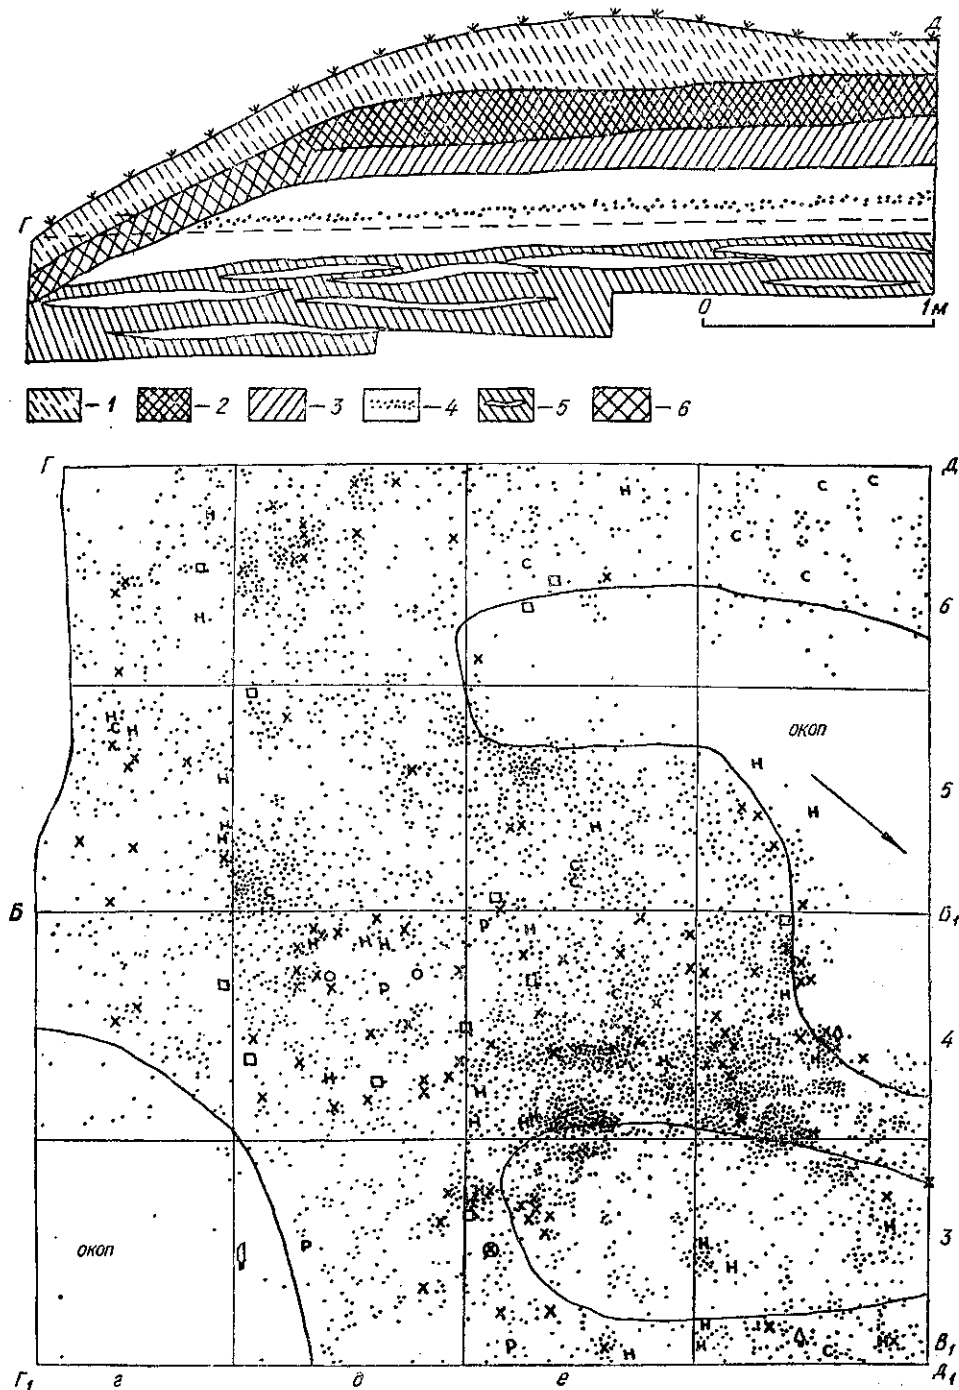 Д
Г
0 1м
- 1 - 2 - 3 - 4 - 5 - 6
Г Д
Н С С
Н С
С С
Н 6
Н
С Н окоп
Н Н
Н Н 5
Н
С С
С
Б Б₁
Р Н
Н Н Н
О О
Р С Н
4
Н Н Н
Н
Н Н
Н
окоп Р Н 3
Н
Н
Р Н Н С Н В₁
Г₁ г д е Д₁